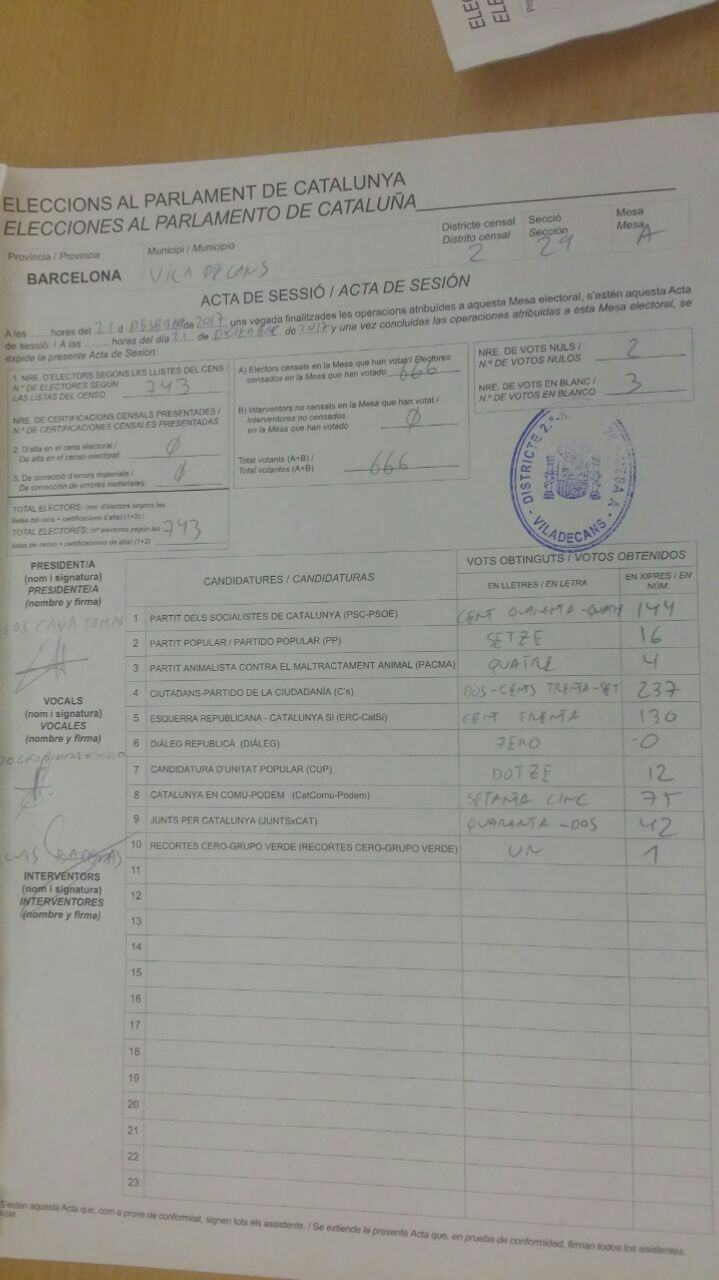 ELECCIONS AL PARLAMENT DE CATALUNYA
ELECCIONES AL PARLAMENTO DE CATALUÑA
Província / Provincia
BARCELONA
Municipi / Municipio
VILADECANS
Districte censal
Distrito censal
2
Secció
Sección
29
Mesa
Mesa
A
ACTA DE SESSIÓ / ACTA DE SESIÓN
A les ........ hores del 21 d DESEMBRE de 2017, una vegada finalitzades les operacions atribuïdes a aquesta Mesa electoral, s'estén aquesta Acta
de sessió: / A las ........ horas del día 21 de DICIEMBRE de 2017 y una vez concluidas las operaciones atribuidas a esta Mesa electoral, se
expide la presente Acta de Sesión:
1. NRE. D'ELECTORS SEGONS LES LLISTES DEL CENS /
N.º DE ELECTORES SEGÚN
LAS LISTAS DEL CENSO 743
NRE. DE CERTIFICACIONS CENSALS PRESENTADES /
N.º DE CERTIFICACIONES CENSALES PRESENTADAS
2. D'alta en el cens electoral /
De alta en el censo electoral: Ø
3. De correcció d'errors materials /
De corrección de errores materiales: Ø
TOTAL ELECTORS: (nre. d'electors segons les
llistes del cens + certificacions d'alta) (1+2) /
TOTAL ELECTORES: (nº electores según las
listas del censo + certificaciones de alta) (1+2) 743
A) Electors censats en la Mesa que han votat / Electores
censados en la Mesa que han votado 666
B) Interventors no censats en la Mesa que han votat /
Interventores no censados
en la Mesa que han votado Ø
Total votants (A+B) /
Total votantes (A+B) 666
NRE. DE VOTS NULS /
N.º DE VOTOS NULOS 2
NRE. DE VOTS EN BLANC /
N.º DE VOTOS EN BLANCO 3
DISTRICTE 2.º MESA A
VILADECANS
PRESIDENT/A
(nom i signatura)
PRESIDENTE/A
(nombre y firma)
CAVA TOMÁS
VOCALS
(nom i signatura)
VOCALES
(nombre y firma)
INTERVENTORS
(nom i signatura)
INTERVENTORES
(nombre y firma)
CANDIDATURES / CANDIDATURAS
VOTS OBTINGUTS / VOTOS OBTENIDOS
EN LLETRES / EN LETRA
EN XIFRES / EN NÚM.
1 PARTIT DELS SOCIALISTES DE CATALUNYA (PSC-PSOE) CENT QUARANTA-QUATR 144
2 PARTIT POPULAR / PARTIDO POPULAR (PP) SETZE 16
3 PARTIT ANIMALISTA CONTRA EL MALTRACTAMENT ANIMAL (PACMA) QUATRE 4
4 CIUTADANS-PARTIDO DE LA CIUDADANÍA (C's) DOS-CENTS TRENTA-SET 237
5 ESQUERRA REPUBLICANA - CATALUNYA SÍ (ERC-CatSí) CENT TRENTA 130
6 DIÀLEG REPUBLICÀ (DIÀLEG) ZERO -0
7 CANDIDATURA D'UNITAT POPULAR (CUP) DOTZE 12
8 CATALUNYA EN COMÚ-PODEM (CatComú-Podem) SETANTA CINC 75
9 JUNTS PER CATALUNYA (JUNTSxCAT) QUARANTA-DOS 42
10 RECORTES CERO-GRUPO VERDE (RECORTES CERO-GRUPO VERDE) UN 1
11
12
13
14
15
16
17
18
19
20
21
22
23
S'estén aquesta Acta que, com a prova de conformitat, signen tots els assistents. / Se extiende la presente Acta que, en prueba de conformidad, firman todos los asistentes.